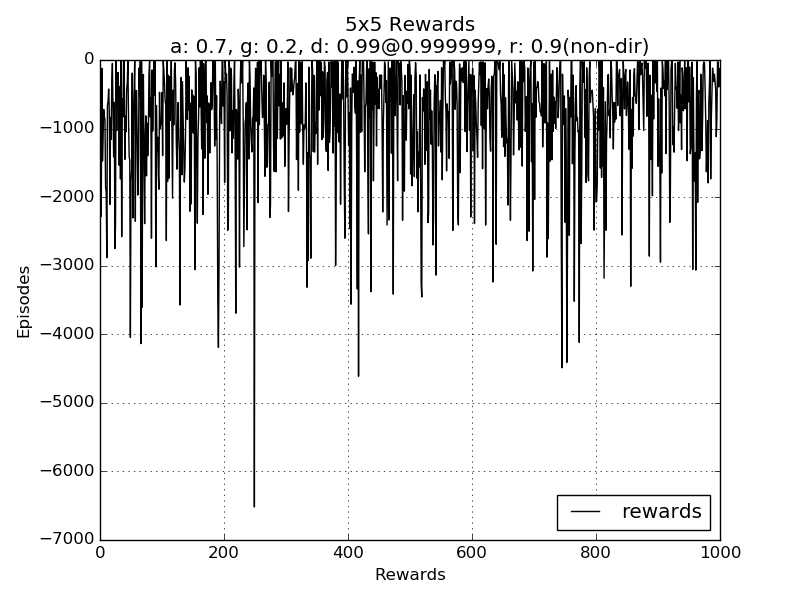 5x5 Rewards
a: 0.7, g: 0.2, d: 0.99@0.999999, r: 0.9(non-dir)
0
−1000
−2000
−3000
−4000
−5000
−6000
−7000
Episodes
rewards
0 200 400 600 800 1000
Rewards